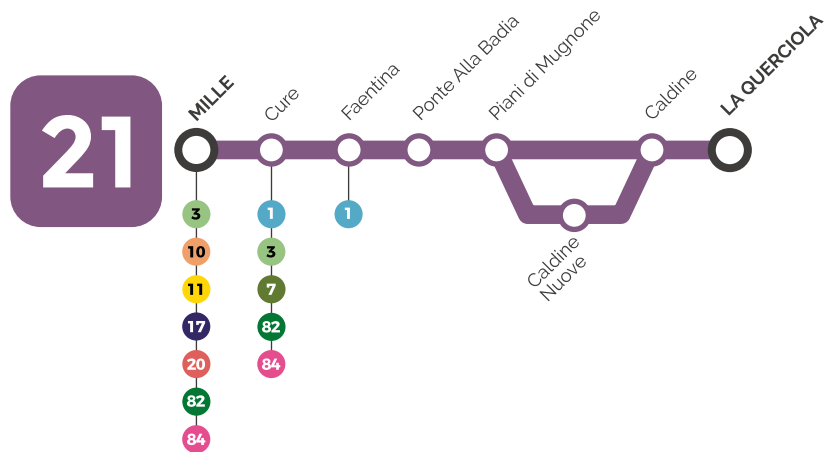 21
MILLE
Cure
Faentina
Ponte Alla Badia
Piani di Mugnone
Caldine
LA QUERCIOLA
Caldine
Nuove
3
10
11
17
20
82
84
1
3
7
82
84
1